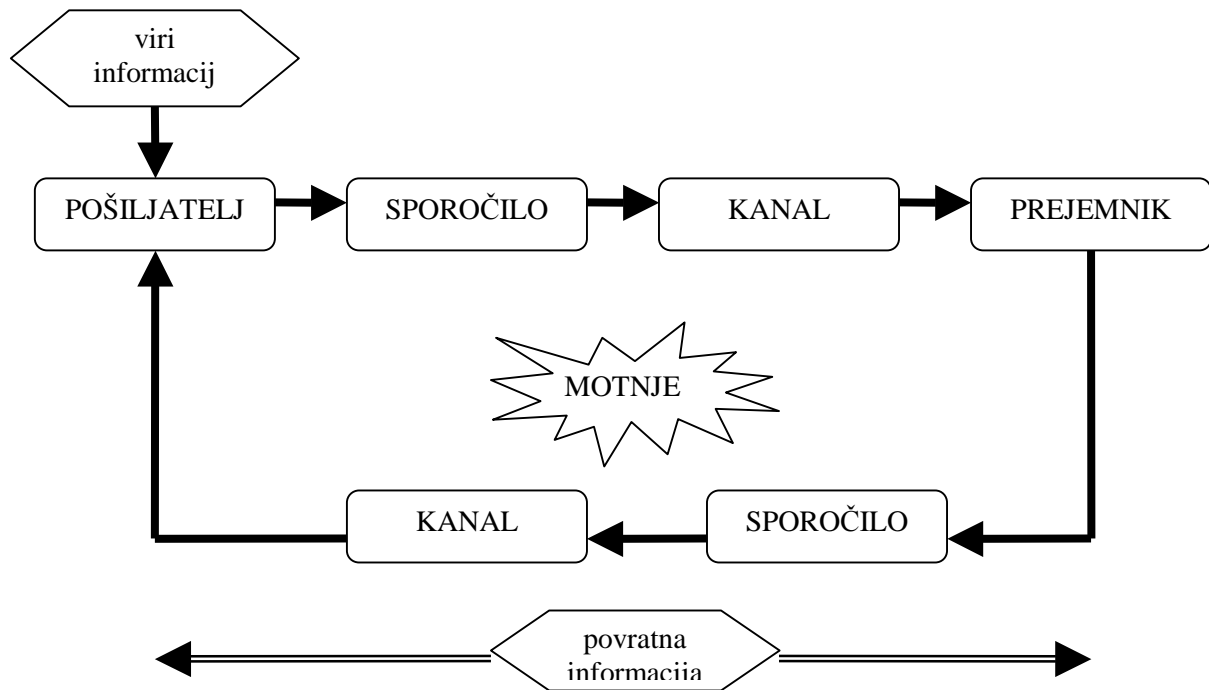 viri
informacij
POŠILJATELJ
SPOROČILO
KANAL
PREJEMNIK
MOTNJE
KANAL
SPOROČILO
povratna
informacija